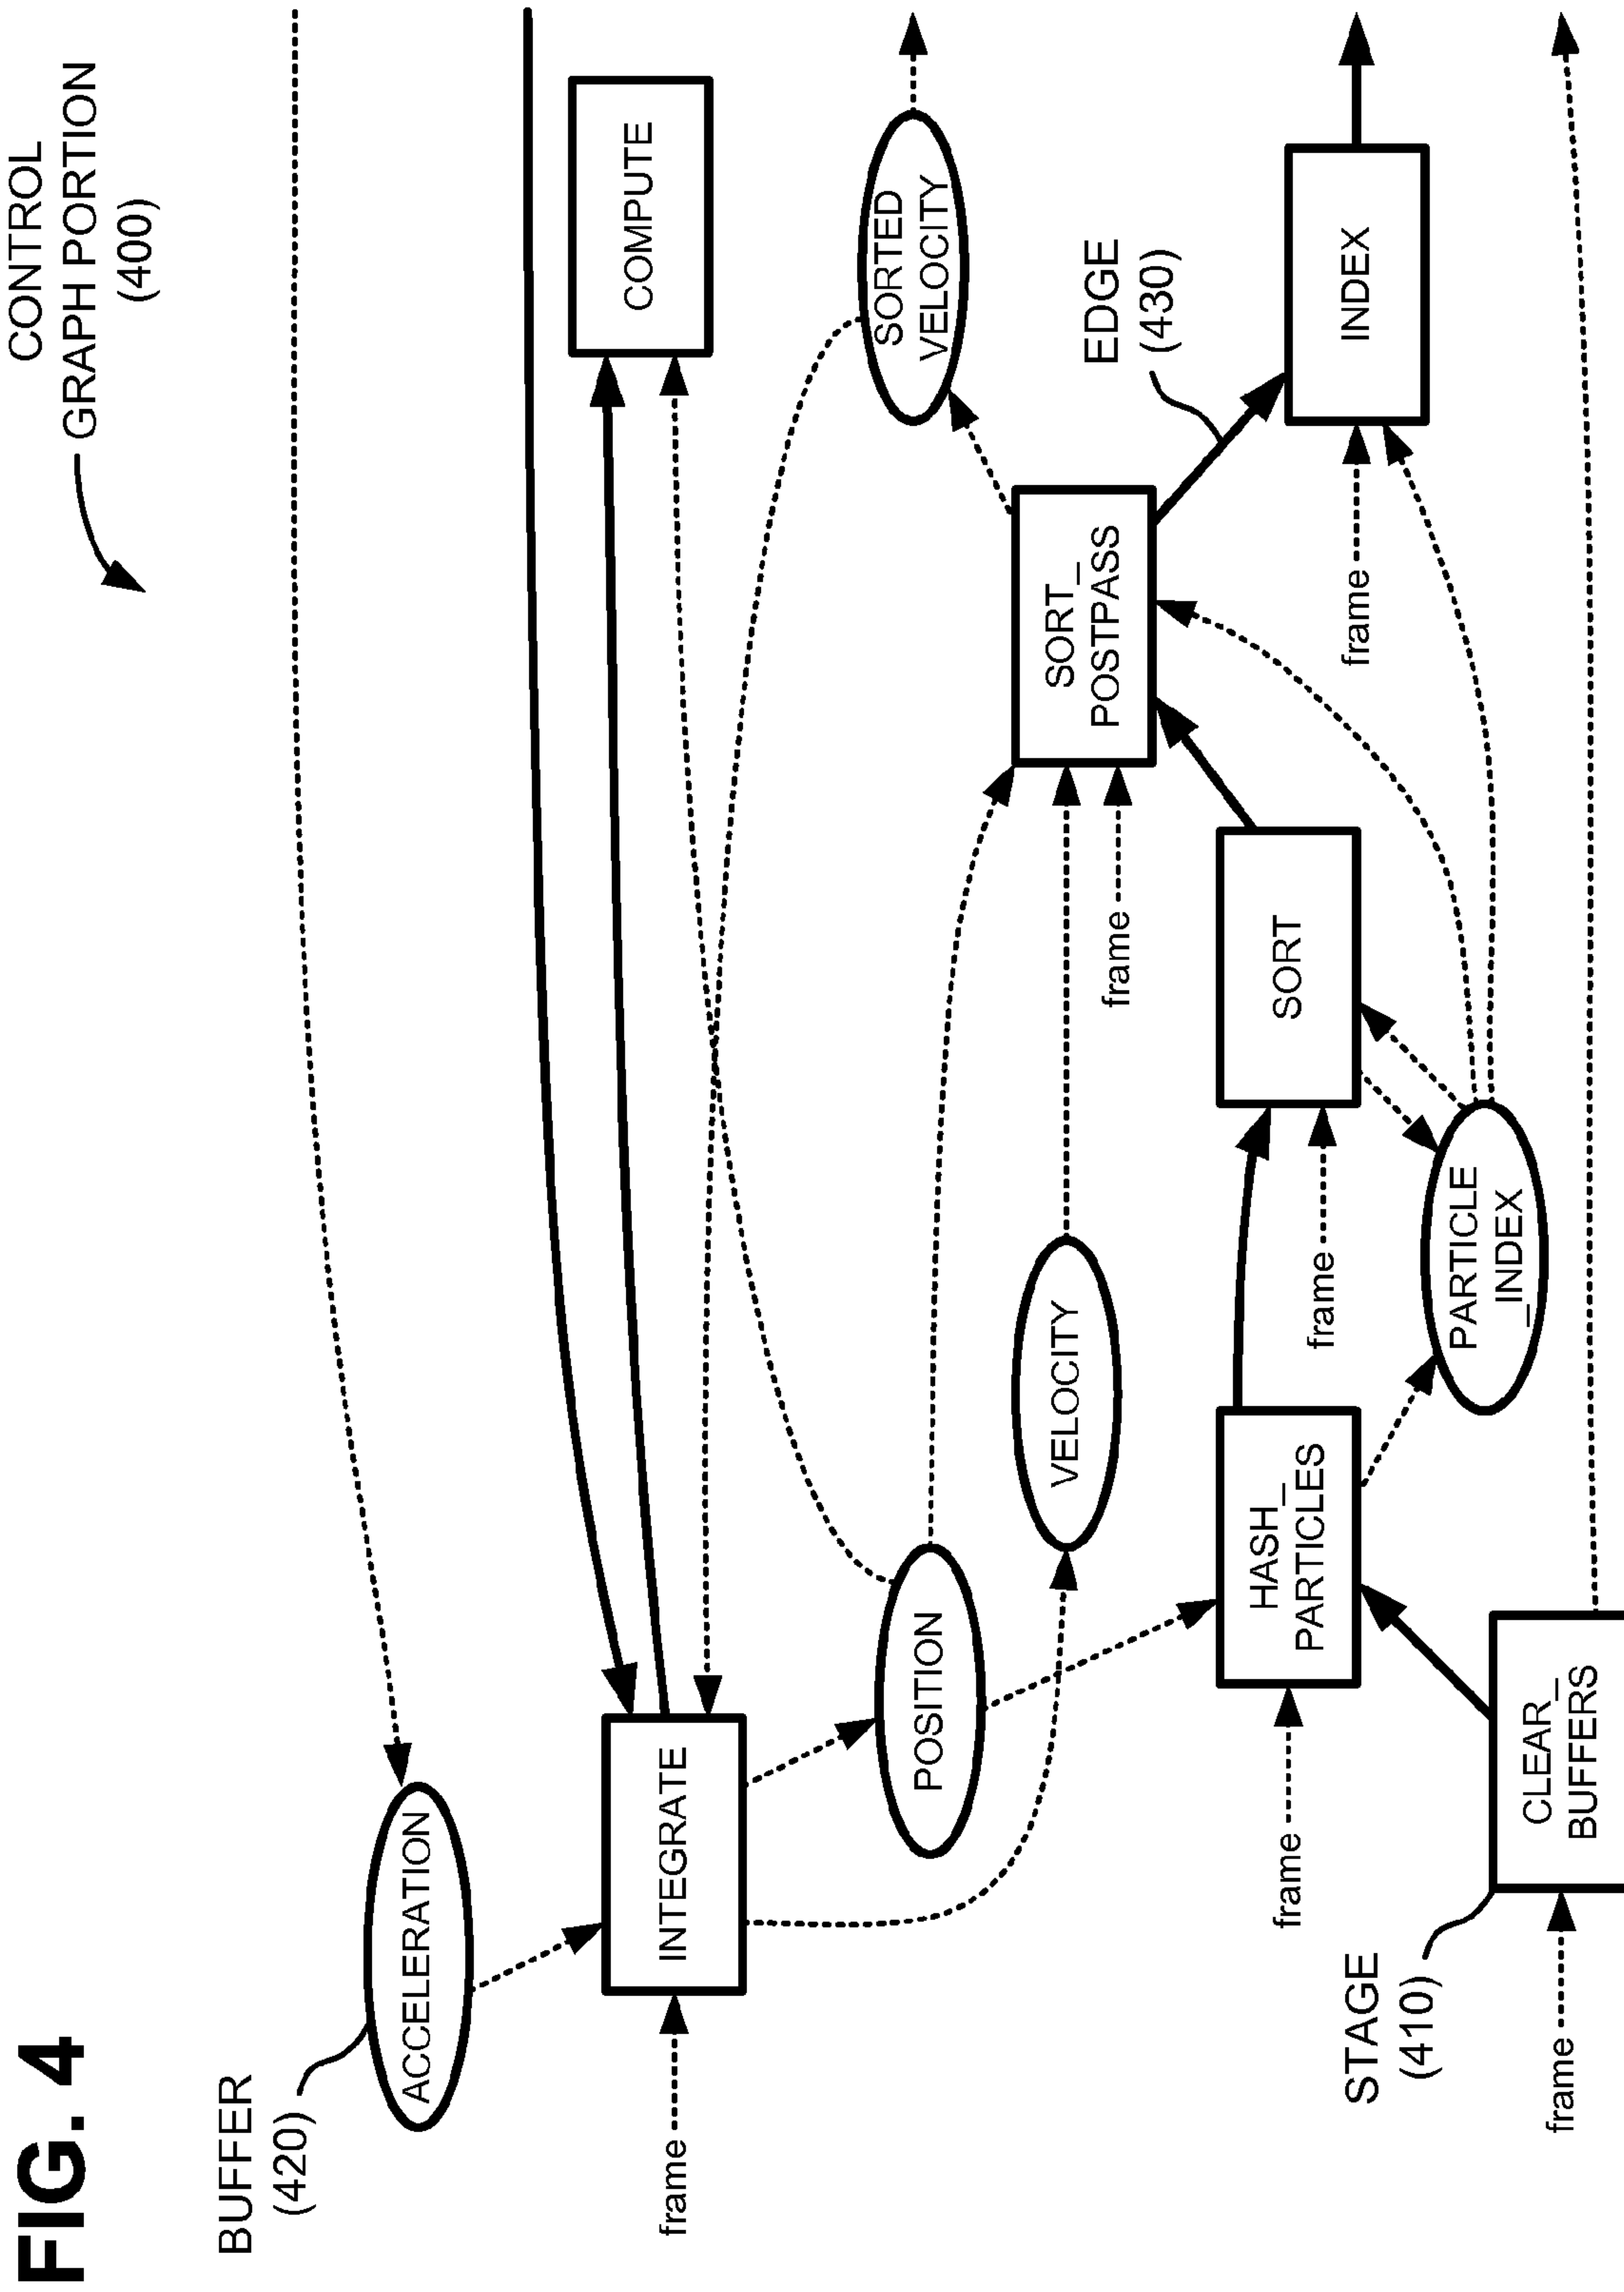 FIG. 4
CONTROL
GRAPH PORTION
(400)
BUFFER
(420)
ACCELERATION
frame
INTEGRATE
COMPUTE
POSITION
SORTED
VELOCITY
VELOCITY
frame
SORT_
POSTPASS
EDGE
(430)
frame
HASH_
PARTICLES
frame
SORT
frame
INDEX
STAGE
(410)
PARTICLE
_INDEX
frame
CLEAR_
BUFFERS